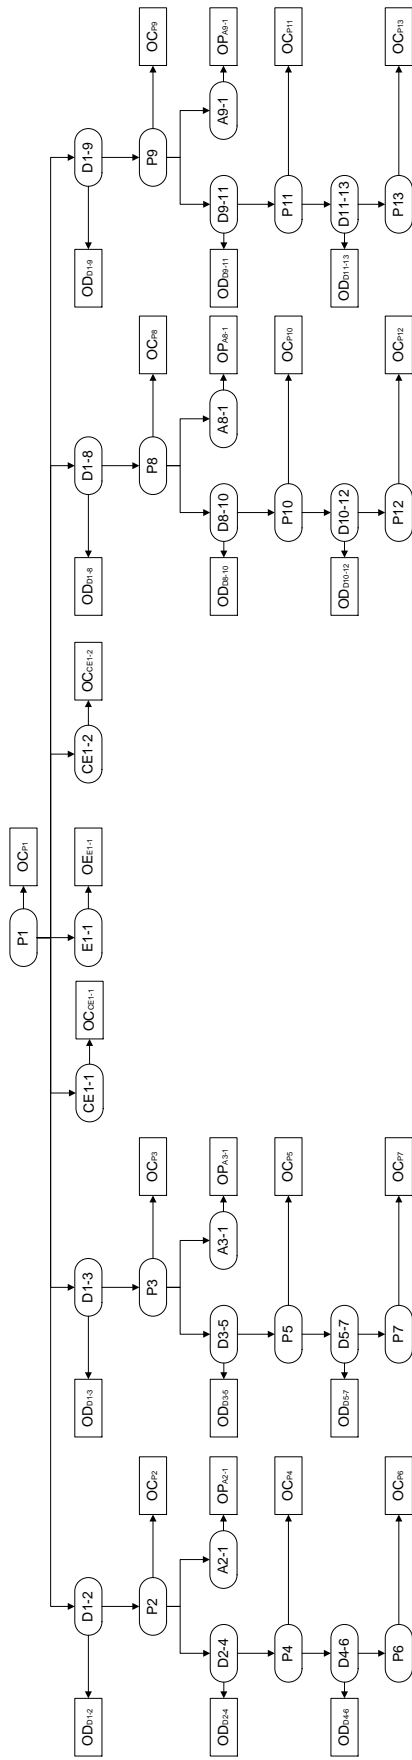 P1 OCP1
ODD1-2 D1-2 ODD1-3 D1-3 CE1-1 OCCE1-1 E1-1 OEE1-1 CE1-2 OCCE1-2 ODD1-8 D1-8 ODD1-9 D1-9
P2 OCP2 P3 OCP3 P8 OCP8 P9 OCP9
ODD2-4 D2-4 A2-1 OPA2-1 ODD3-5 D3-5 A3-1 OPA3-1 ODD8-10 D8-10 A8-1 OPA8-1 ODD9-11 D9-11 A9-1 OPA9-1
P4 OCP4 P5 OCP5 P10 OCP10 P11 OCP11
ODD4-6 D4-6 ODD5-7 D5-7 ODD10-12 D10-12 ODD11-13 D11-13
P6 OCP6 P7 OCP7 P12 OCP12 P13 OCP13